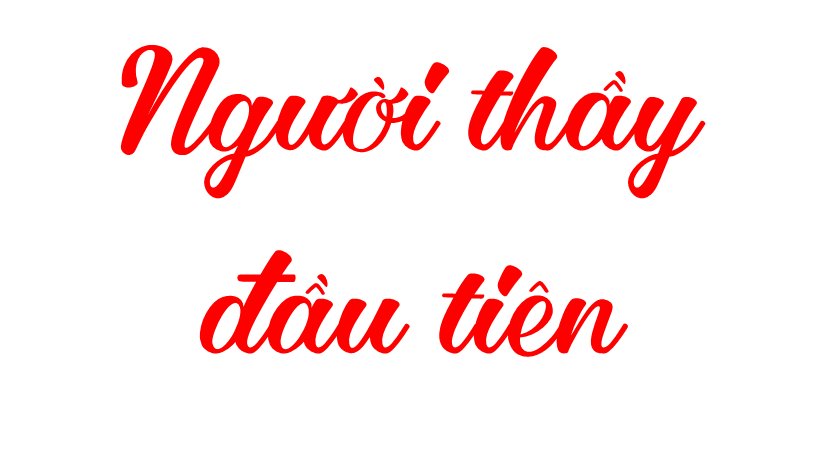 Người thầy
đầu tiên